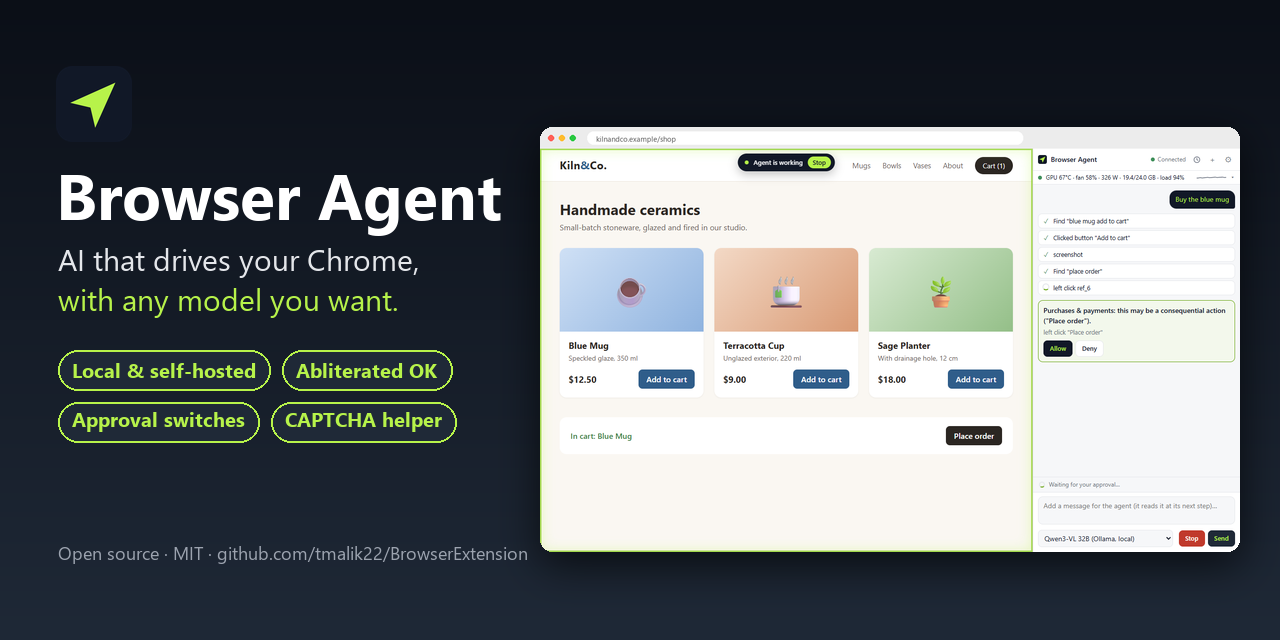 Browser Agent
AI that drives your Chrome,
with any model you want.
Local & self-hosted
Abliterated OK
Approval switches
CAPTCHA helper
Open source · MIT · github.com/tmalik22/BrowserExtension
kilnandco.example/shop
Kiln&Co.
Agent is working
Stop
Mugs
Bowls
Vases
About
Cart (1)
Handmade ceramics
Small-batch stoneware, glazed and fired in our studio.
Blue Mug
Speckled glaze, 350 ml
$12.50
Add to cart
Terracotta Cup
Unglazed exterior, 220 ml
$9.00
Add to cart
Sage Planter
With drainage hole, 12 cm
$18.00
Add to cart
In cart: Blue Mug
Place order
Browser Agent
Connected
GPU 67°C · fan 58% · 326 W · 19.4/24.0 GB · load 94%
Buy the blue mug
Find "blue mug add to cart"
Clicked button "Add to cart"
screenshot
Find "place order"
left click ref_6
Purchases & payments: this may be a consequential action
("Place order").
left click "Place order"
Allow
Deny
Waiting for your approval...
Add a message for the agent (it reads it at its next step)...
Qwen3-VL 32B (Ollama, local)
Stop
Send